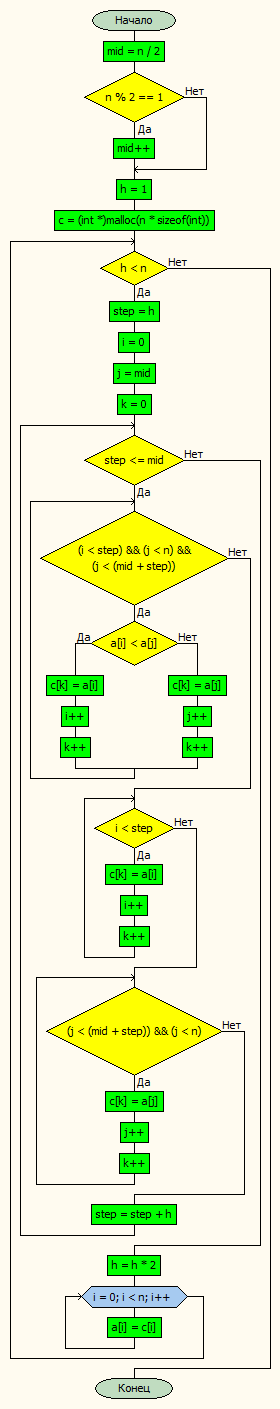 Начало
mid = n / 2
n % 2 == 1
Нет
Да
mid++
h = 1
c = (int *)malloc(n * sizeof(int))
h < n
Нет
Да
step = h
i = 0
j = mid
k = 0
step <= mid
Нет
Да
(i < step) && (j < n) &&
(j < (mid + step))
Нет
Да
a[i] < a[j]
Да
Нет
c[k] = a[i]
c[k] = a[j]
i++
j++
k++
k++
i < step
Нет
Да
c[k] = a[i]
i++
k++
(j < (mid + step)) && (j < n)
Нет
Да
c[k] = a[j]
j++
k++
step = step + h
h = h * 2
i = 0; i < n; i++
a[i] = c[i]
Конец